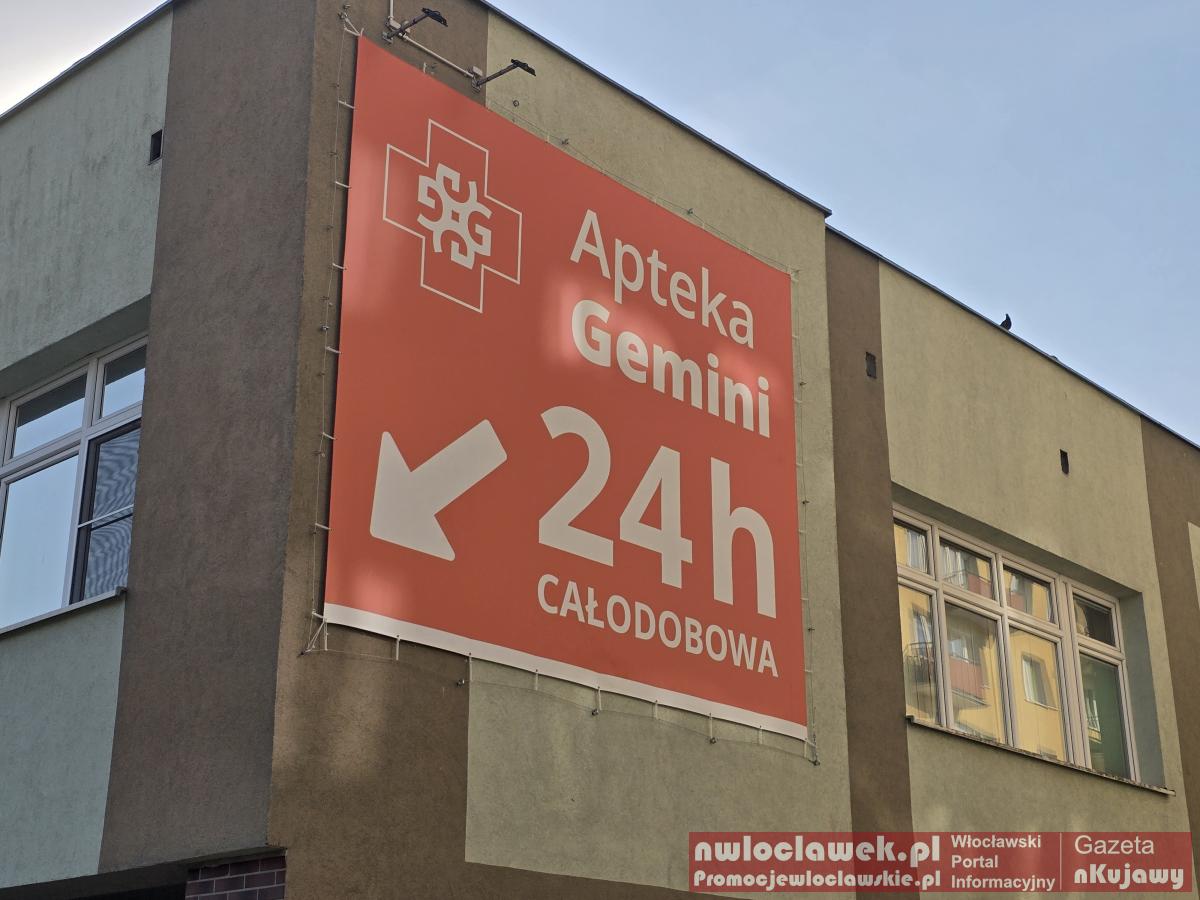 Apteka
Gemini
24h
CAŁODOBOWA
nwloclawek.pl
Promocjewloclawskie.pl
Włocławski
Portal
Informacyjny
Gazeta
nKujawy